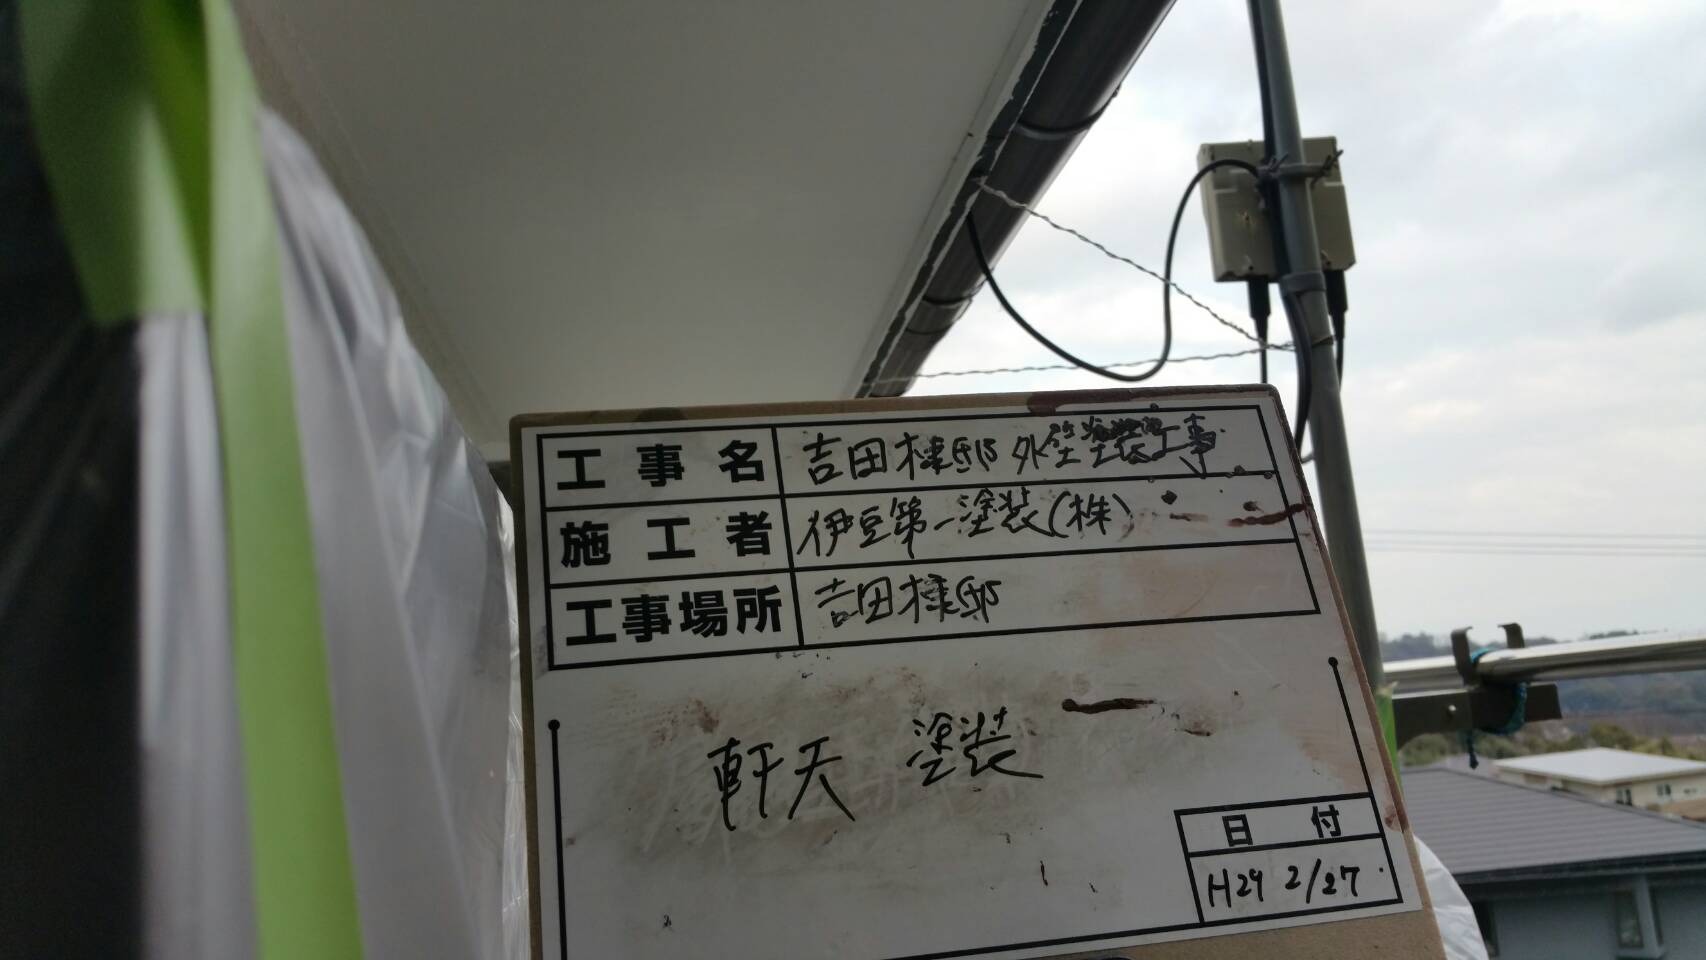 工事名 吉田様邸 外壁塗装工事
施工者 伊豆第一塗装(株)
工事場所 吉田様邸
軒天 塗装
日付
H29 2/27